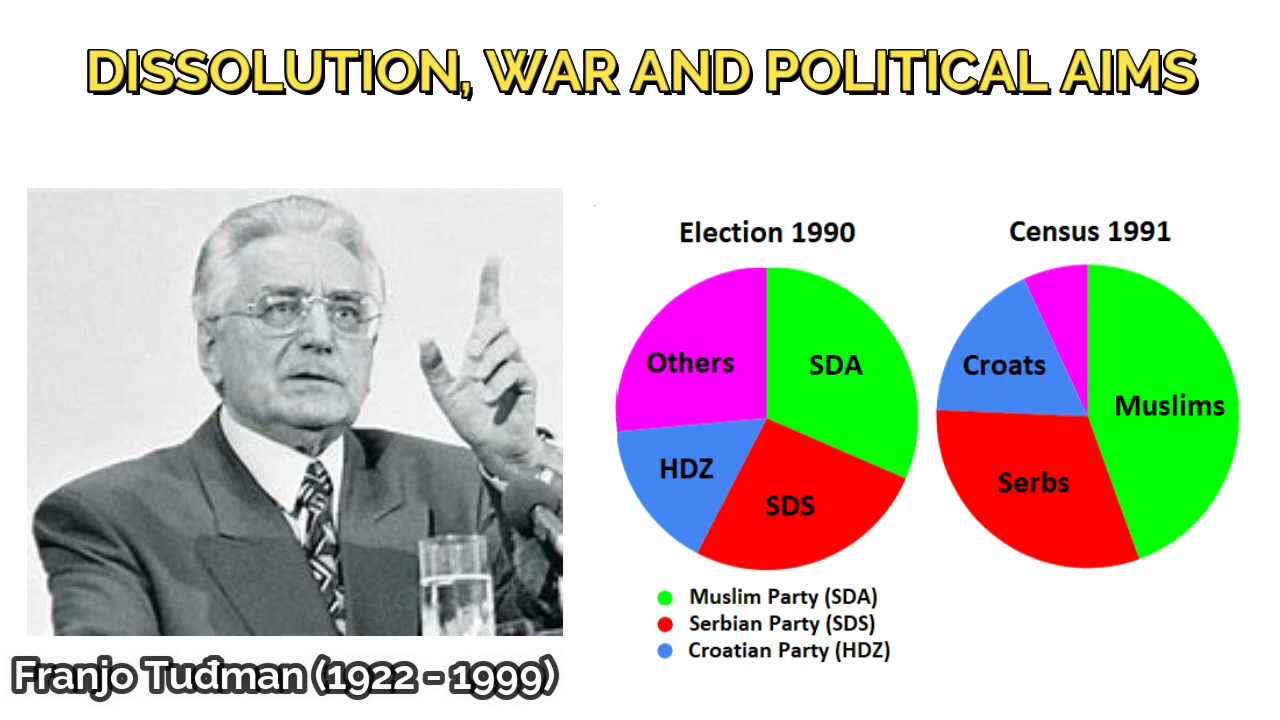 DISSOLUTION, WAR AND POLITICAL AIMS
Franjo Tuđman (1922 - 1999)
Election 1990
Others
SDA
HDZ
SDS
Census 1991
Croats
Muslims
Serbs
Muslim Party (SDA)
Serbian Party (SDS)
Croatian Party (HDZ)